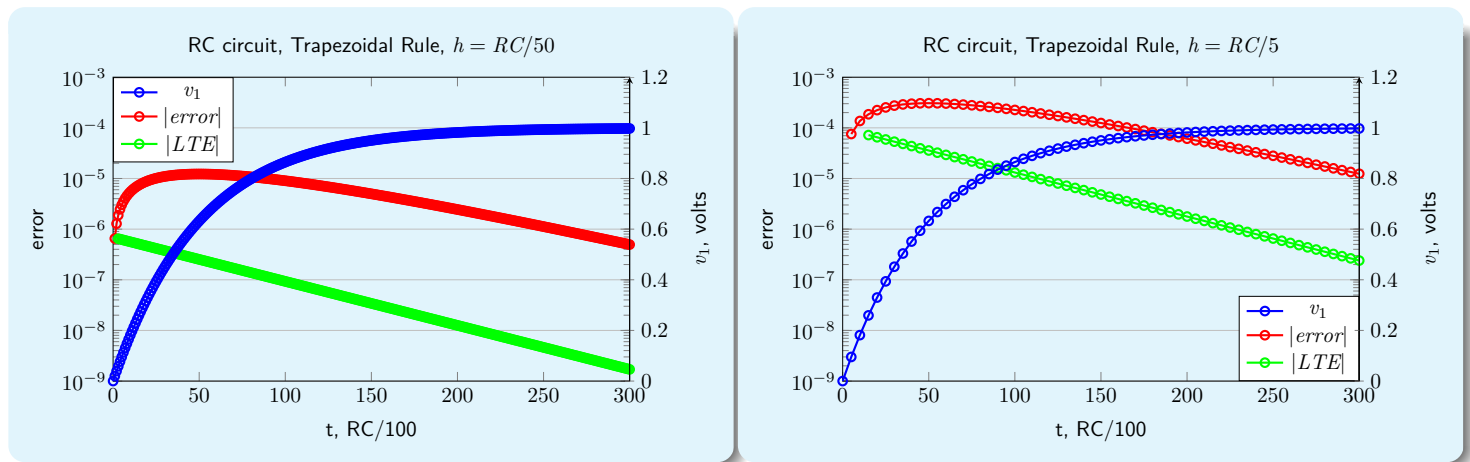 RC circuit, Trapezoidal Rule, h = RC/50
10⁻³
10⁻⁴
10⁻⁵
10⁻⁶
10⁻⁷
10⁻⁸
10⁻⁹
error
v₁
|error|
|LTE|
1.2
1
0.8
0.6
0.4
0.2
0
v₁, volts
0 50 100 150 200 250 300
t, RC/100
RC circuit, Trapezoidal Rule, h = RC/5
10⁻³
10⁻⁴
10⁻⁵
10⁻⁶
10⁻⁷
10⁻⁸
10⁻⁹
error
v₁
|error|
|LTE|
1.2
1
0.8
0.6
0.4
0.2
0
v₁, volts
0 50 100 150 200 250 300
t, RC/100